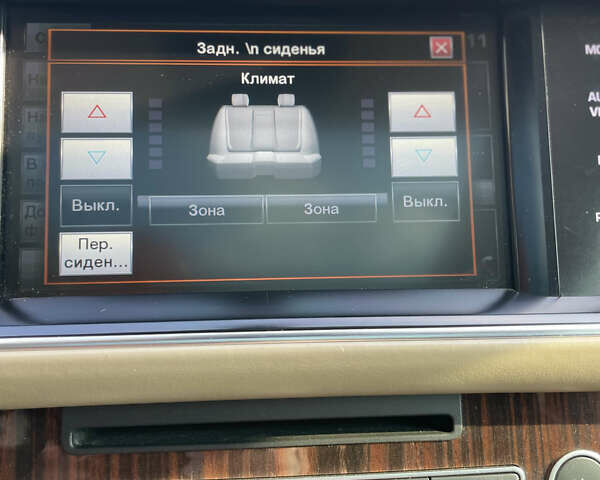 Задн. \n сиденья
Климат
Выкл.
Зона
Зона
Выкл.
Пер.
сиден...